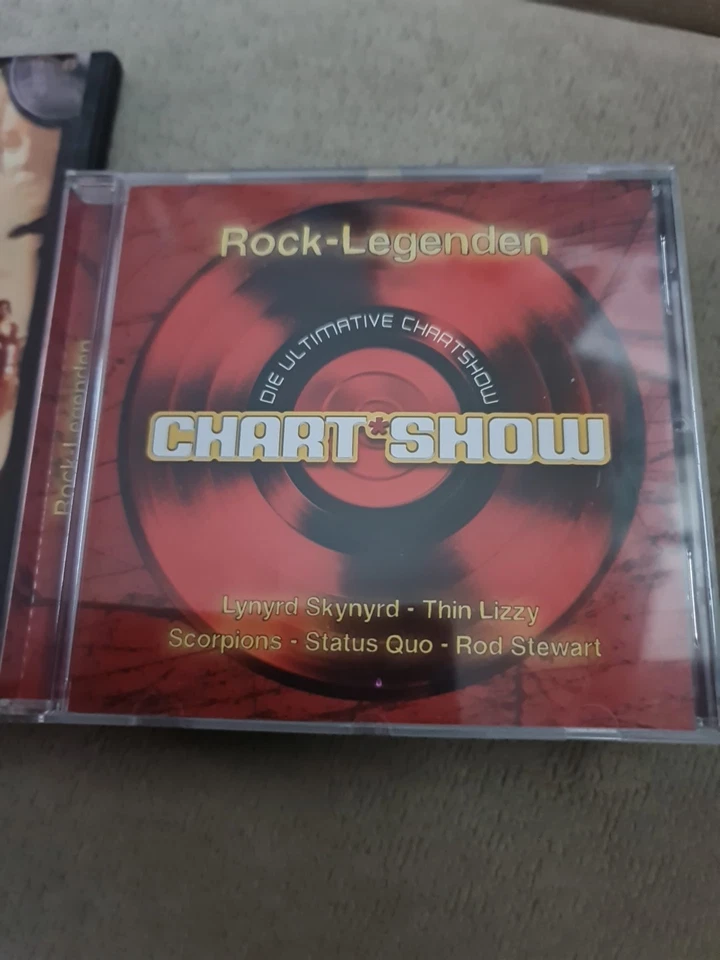 Rock-Legenden
DIE ULTIMATIVE CHARTSHOW
CHART*SHOW
Lynyrd Skynyrd - Thin Lizzy
Scorpions - Status Quo - Rod Stewart
Rock-Legenden